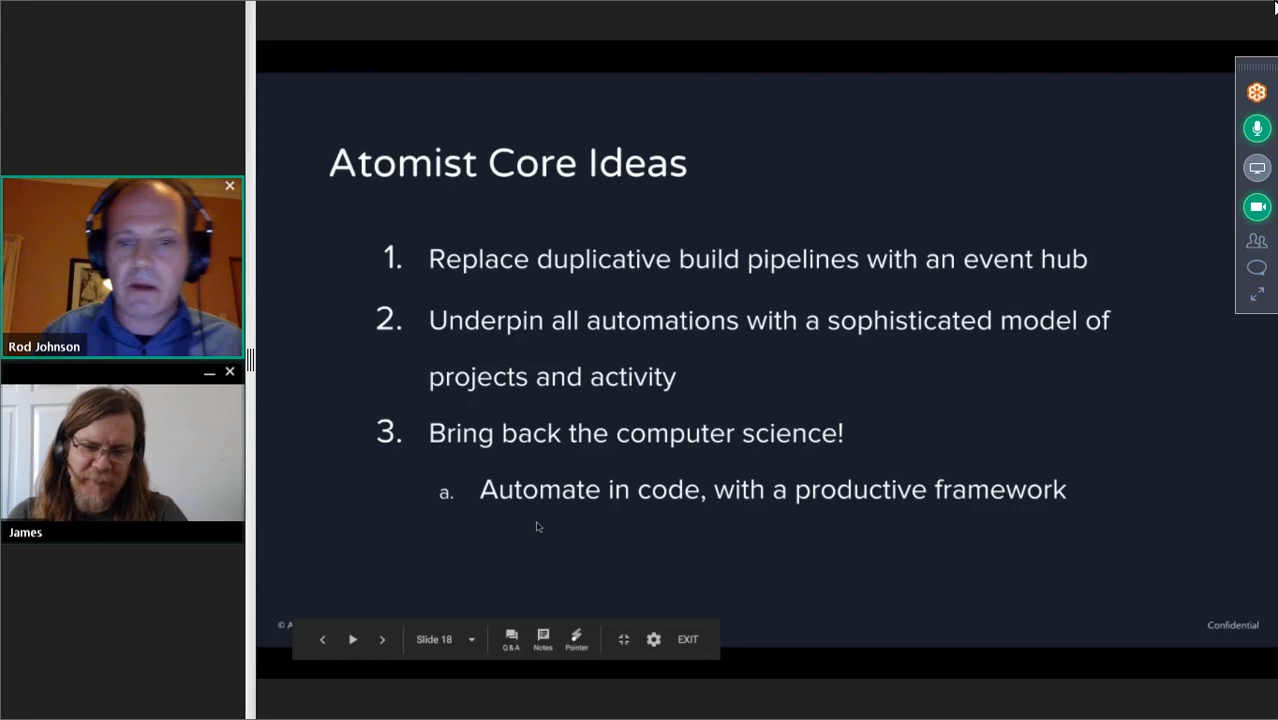 Rod Johnson
James
Atomist Core Ideas
1. Replace duplicative build pipelines with an event hub
2. Underpin all automations with a sophisticated model of
projects and activity
3. Bring back the computer science!
a. Automate in code, with a productive framework
© A
Confidential
Slide 18
Q&A
Notes
Pointer
EXIT